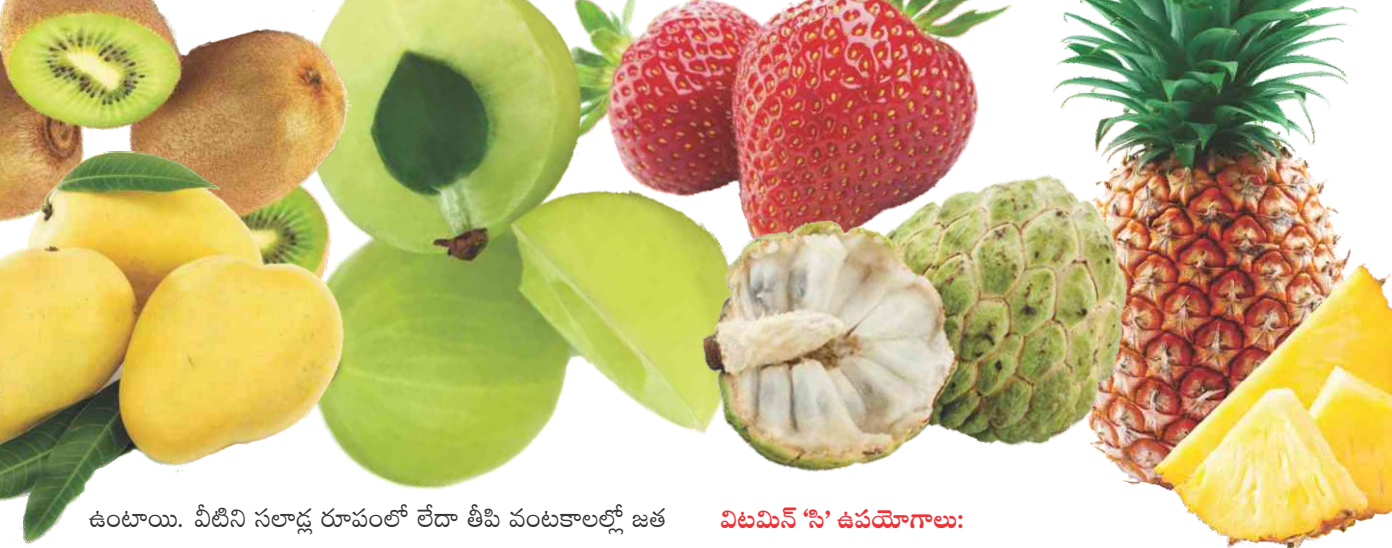 ఉంటాయి. వీటిని సలాడ్ల రూపంలో లేదా తీపి వంటకాలల్లో జత
విటమిన్ ‘సి’ ఉపయోగాలు: